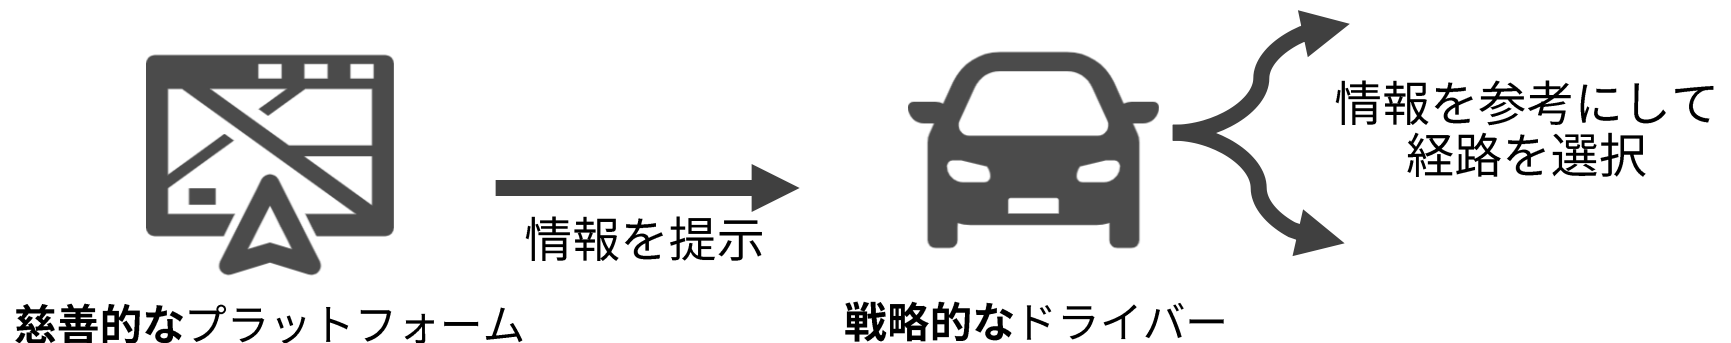 情報を提示
慈善的なプラットフォーム
戦略的なドライバー
情報を参考にして
経路を選択